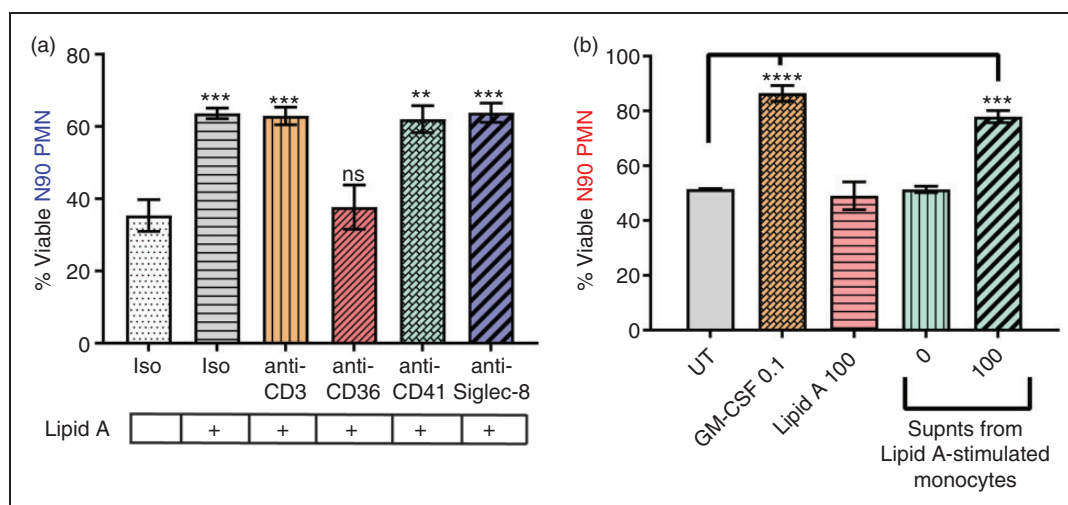 (a)
80
60
40
20
0
% Viable N90 PMN
***
***
ns
**
***
Iso
Iso
anti-
CD3
anti-
CD36
anti-
CD41
anti-
Siglec-8
Lipid A
+
+
+
+
+
(b)
100
80
60
40
20
0
% Viable N90 PMN
****
***
UT
GM-CSF 0.1
Lipid A 100
0
100
Supnts from
Lipid A-stimulated
monocytes